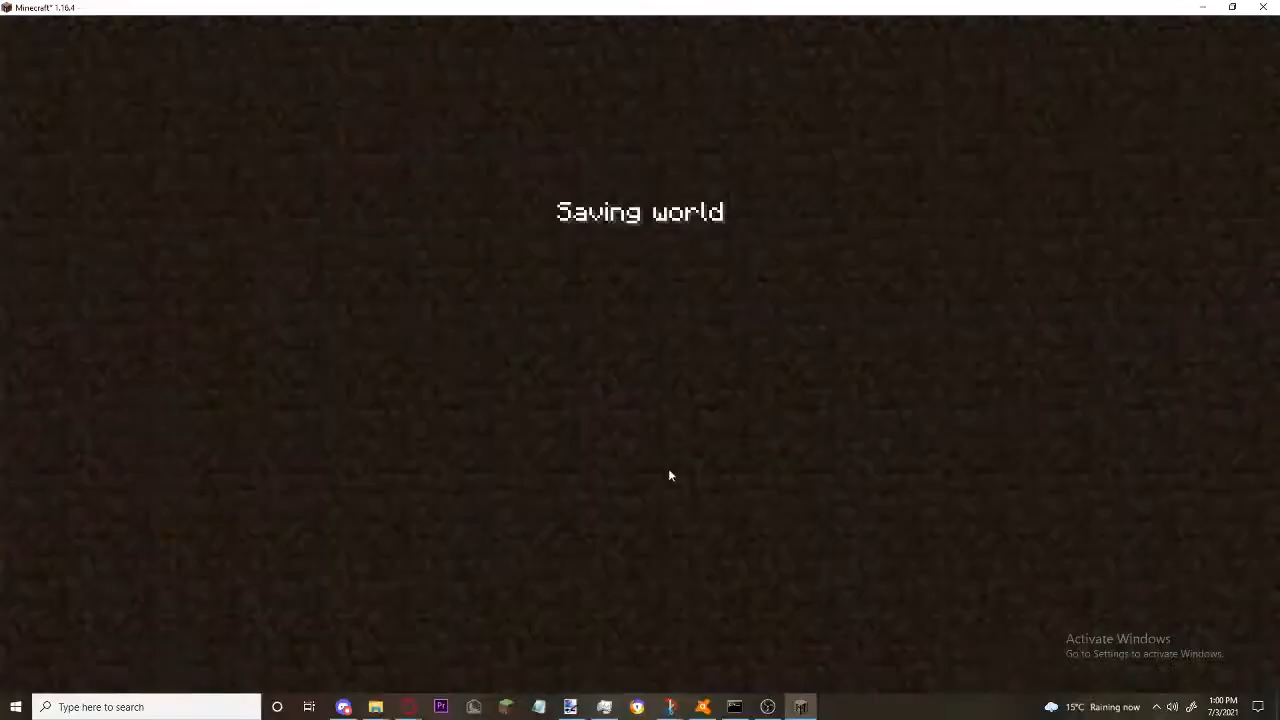 Minecraft* 1.16.4
Saving world
Activate Windows
Go to Settings to activate Windows.
Type here to search
Pr
15°C Raining now
1:00 PM
7/3/2021